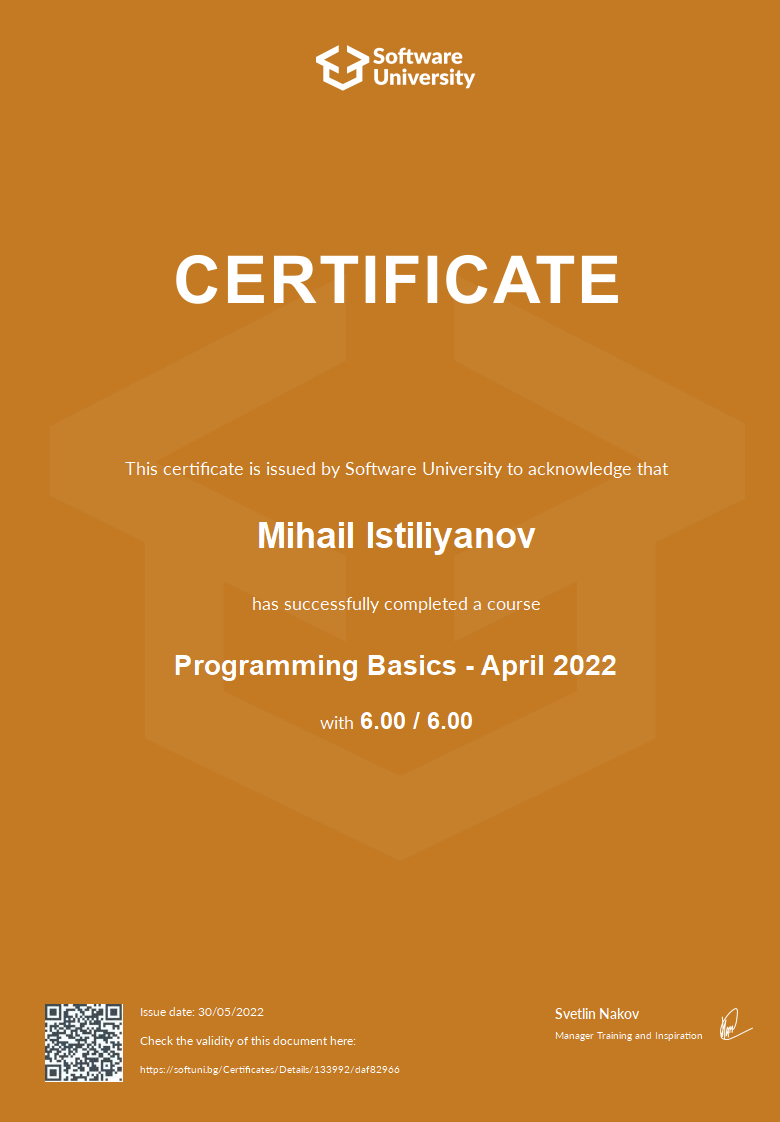 Software
University
CERTIFICATE
This certificate is issued by Software University to acknowledge that
Mihail Istiliyanov
has successfully completed a course
Programming Basics - April 2022
with 6.00 / 6.00
Issue date: 30/05/2022
Check the validity of this document here:
https://softuni.bg/Certificates/Details/133992/daf82966
Svetlin Nakov
Manager Training and Inspiration